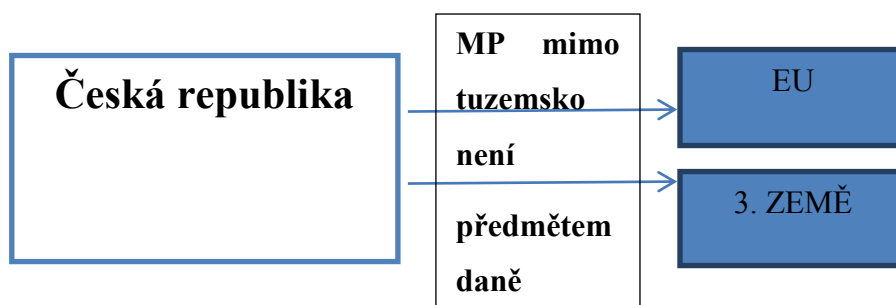 Česká republika
MP mimo
tuzemsko
není
předmětem
daně
EU
3. ZEMĚ